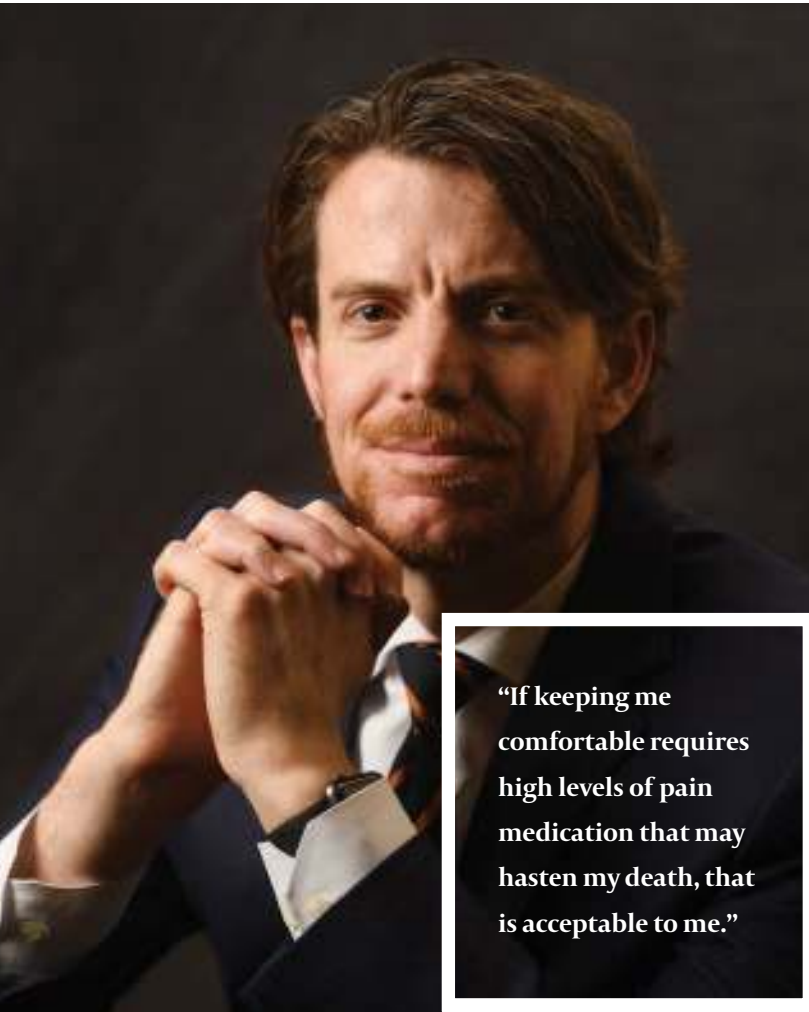 “If keeping me
comfortable requires
high levels of pain
medication that may
hasten my death, that
is acceptable to me.”